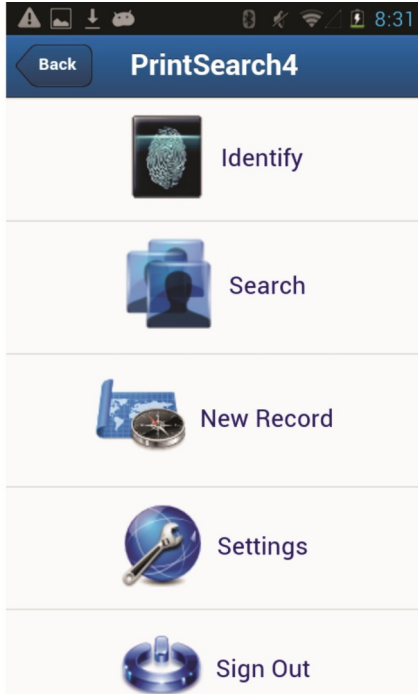 8:31
Back
PrintSearch4
Identify
Search
New Record
Settings
Sign Out